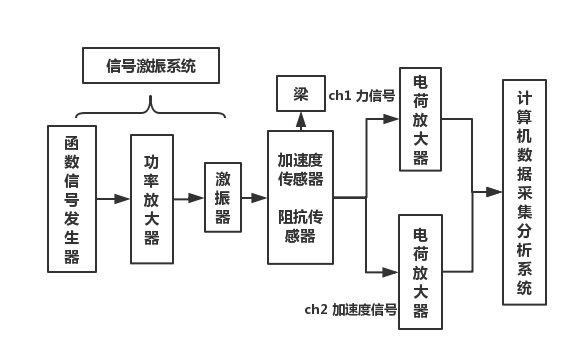 信号激振系统
函数信号发生器
功率放大器
激振器
梁
加速度
传感器
阻抗传
感器
ch1 力信号
电荷放大器
ch2 加速度信号
电荷放大器
计算机数据采集分析系统